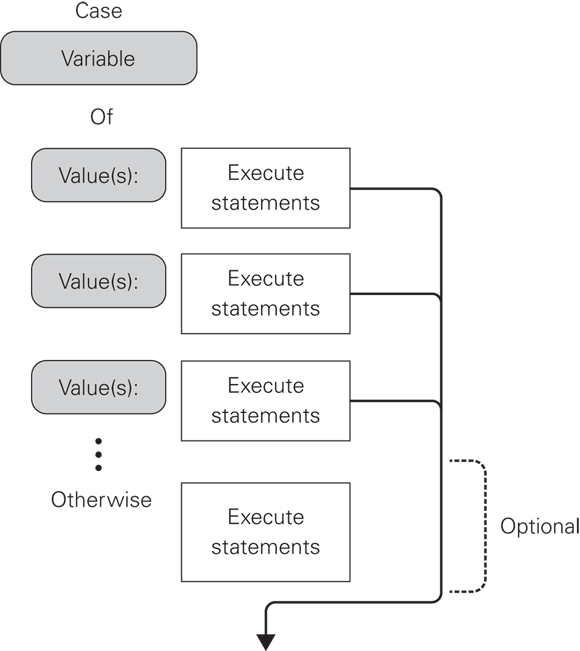 Case
Variable
Of
Value(s):
Execute
statements
Value(s):
Execute
statements
Value(s):
Execute
statements
Otherwise
Execute
statements
Optional